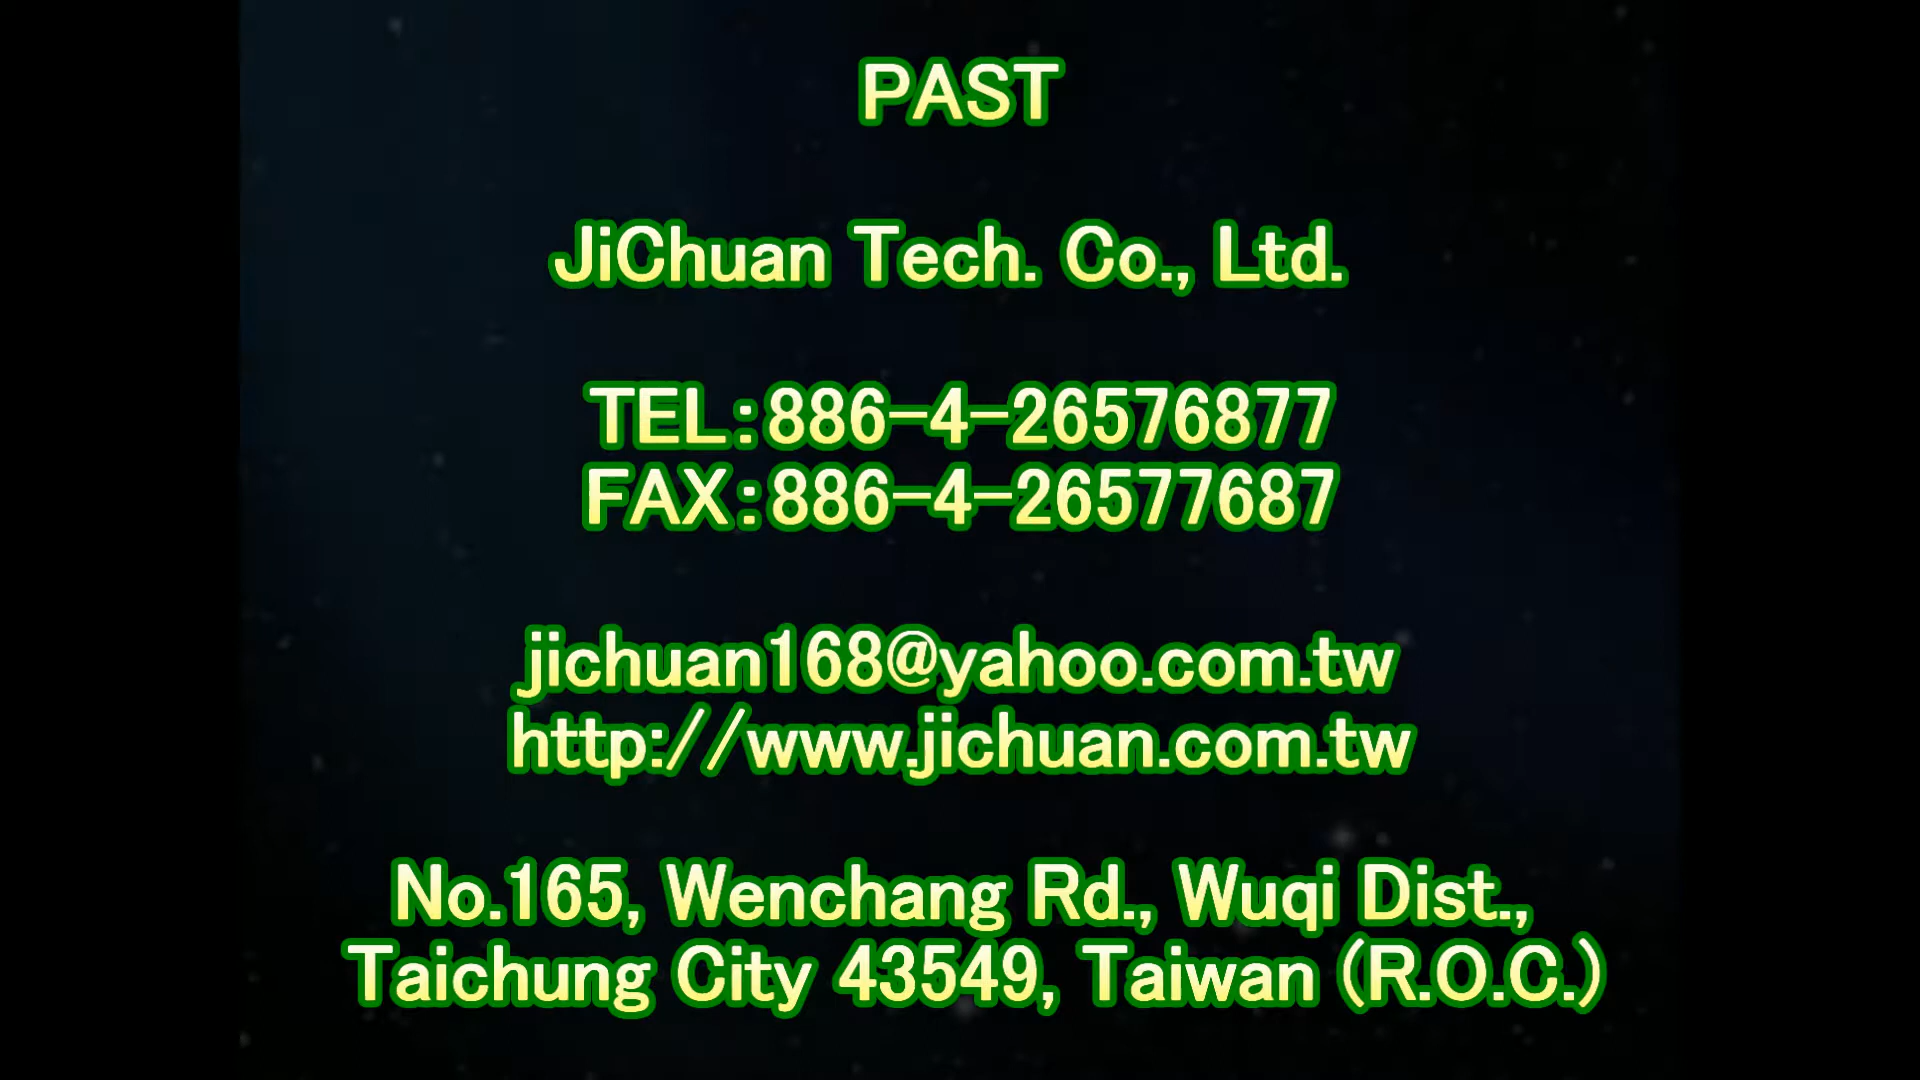 PAST
JiChuan Tech. Co., Ltd.
TEL:886-4-26576877
FAX:886-4-26577687
jichuan168@yahoo.com.tw
http://www.jichuan.com.tw
No.165, Wenchang Rd., Wuqi Dist.,
Taichung City 43549, Taiwan (R.O.C.)